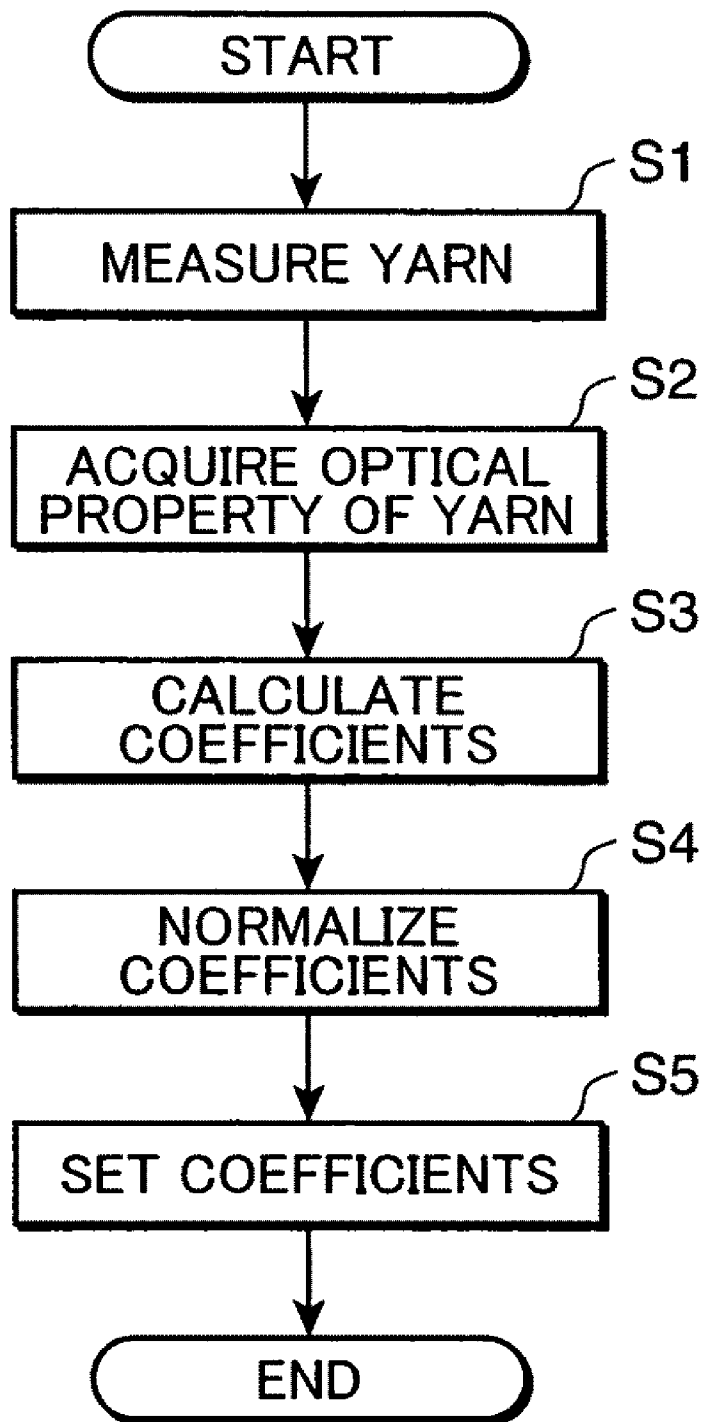 START
S1
MEASURE YARN
S2
ACQUIRE OPTICAL
PROPERTY OF YARN
S3
CALCULATE
COEFFICIENTS
S4
NORMALIZE
COEFFICIENTS
S5
SET COEFFICIENTS
END